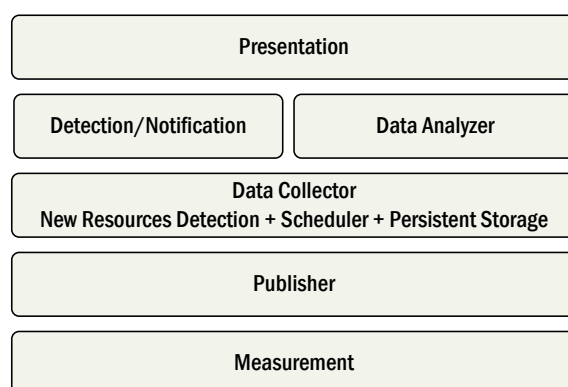 Presentation
Detection/Notification
Data Analyzer
Data Collector
New Resources Detection + Scheduler + Persistent Storage
Publisher
Measurement